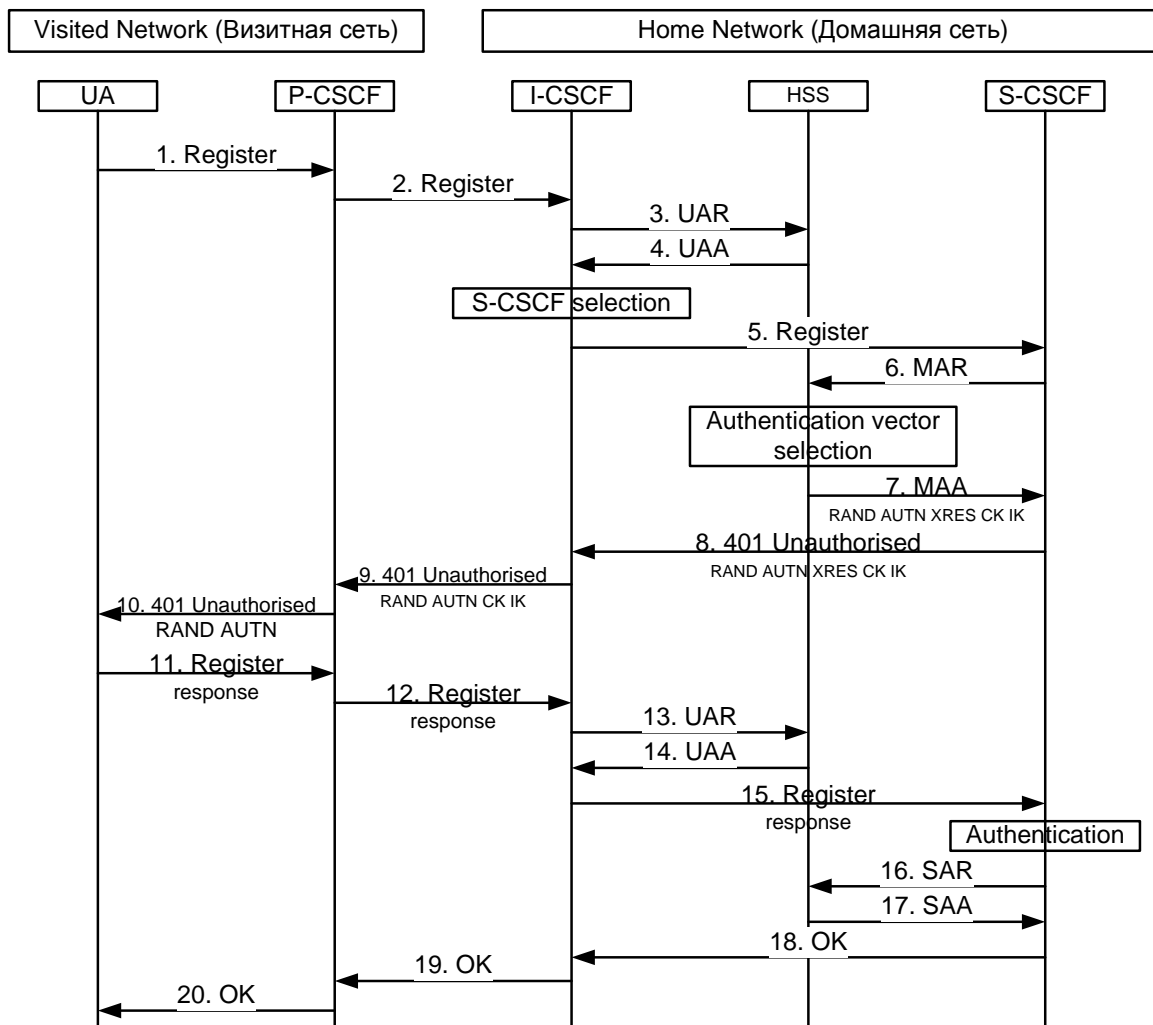 Visited Network (Визитная сеть)
Home Network (Домашняя сеть)
UA
P-CSCF
I-CSCF
HSS
S-CSCF
1. Register
2. Register
3. UAR
4. UAA
S-CSCF selection
5. Register
6. MAR
Authentication vector
selection
7. MAA
RAND AUTN XRES CK IK
8. 401 Unauthorised
RAND AUTN XRES CK IK
9. 401 Unauthorised
RAND AUTN CK IK
10. 401 Unauthorised
RAND AUTN
11. Register
response
12. Register
response
13. UAR
14. UAA
15. Register
response
Authentication
16. SAR
17. SAA
18. OK
19. OK
20. OK